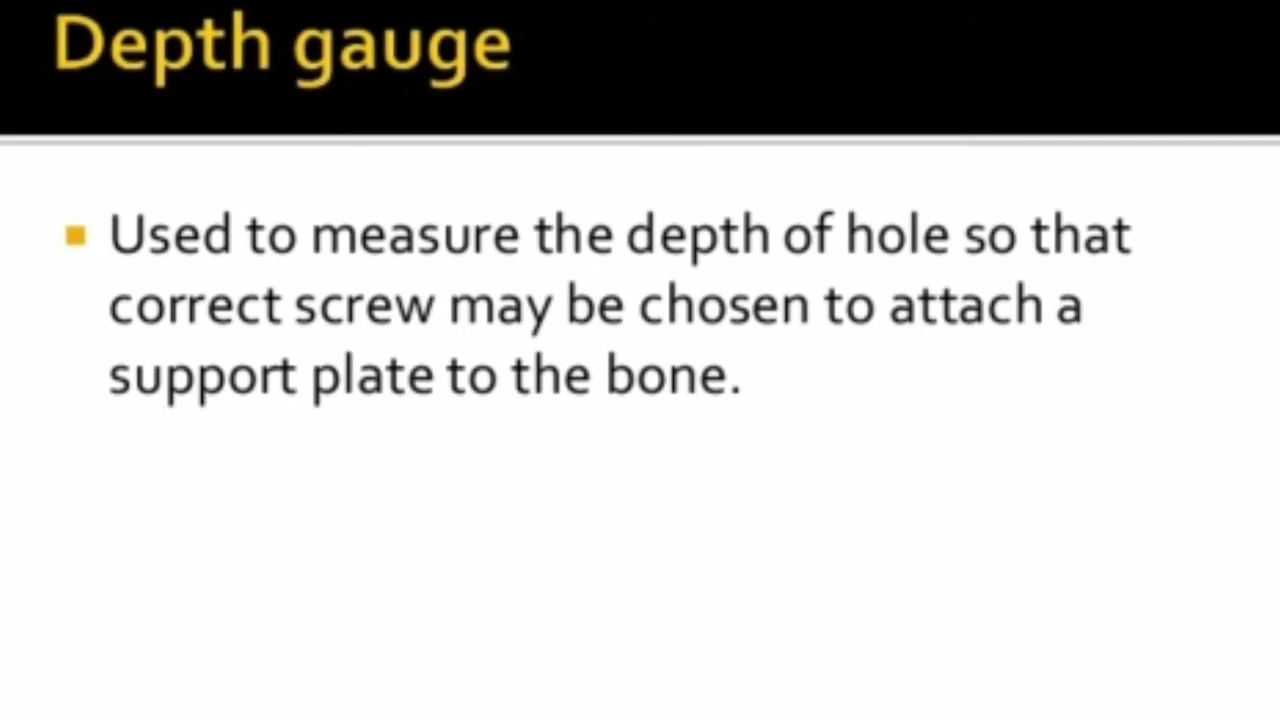 Depth gauge
Used to measure the depth of hole so that
correct screw may be chosen to attach a
support plate to the bone.